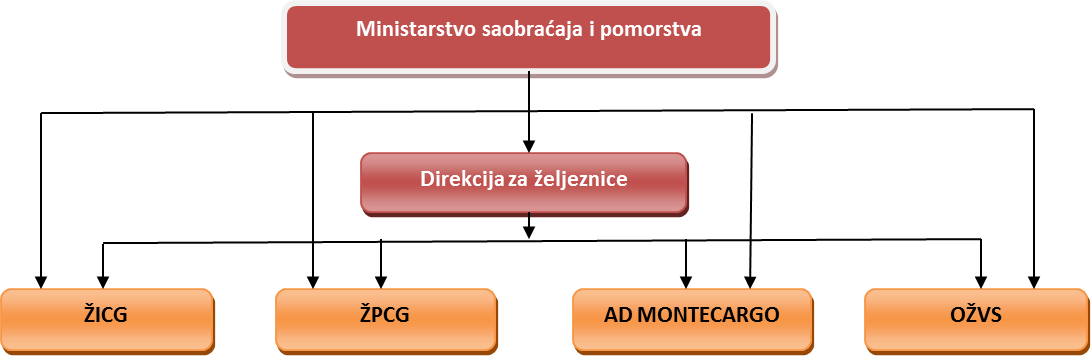 Ministarstvo saobraćaja i pomorstva
Direkcija za željeznice
ŽICG
ŽPCG
AD MONTECARGO
OŽVS